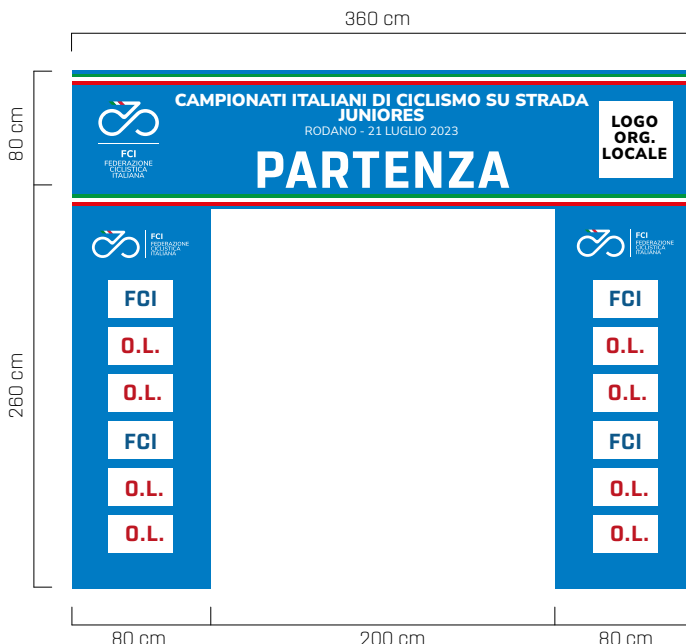 360 cm
80 cm
CAMPIONATI ITALIANI DI CICLISMO SU STRADA
JUNIORES
RODANO - 21 LUGLIO 2023
PARTENZA
FCI
FEDERAZIONE
CICLISTICA
ITALIANA
LOGO
ORG.
LOCALE
260 cm
FCI
FEDERAZIONE
CICLISTICA
ITALIANA
FCI
O.L.
O.L.
FCI
O.L.
O.L.
FCI
FEDERAZIONE
CICLISTICA
ITALIANA
FCI
O.L.
O.L.
FCI
O.L.
O.L.
80 cm
200 cm
80 cm